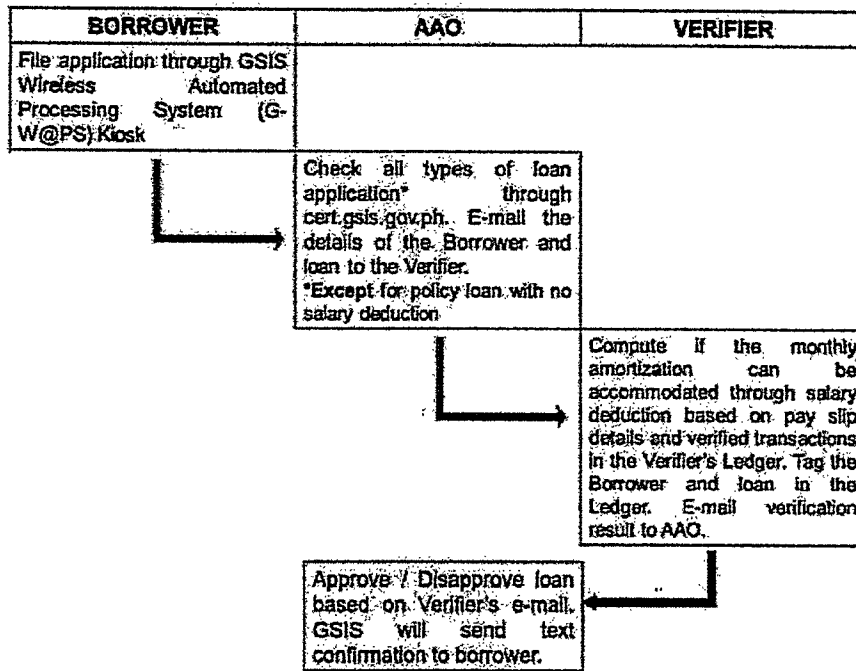 BORROWER AAO VERIFIER
File application through GSIS
Wireless Automated
Processing System (G-
W@PS) Kiosk
Check all types of loan
application* through
cert.gsis.gov.ph. E-mail the
details of the Borrower and
loan to the Verifier.
*Except for policy loan with no
salary deduction
Compute if the monthly
amortization can be
accommodated through salary
deduction based on pay slip
details and verified transactions
in the Verifier's Ledger. Tag the
Borrower and loan in the
Ledger. E-mail verification
result to AAO.
Approve / Disapprove loan
based on Verifier's e-mail.
GSIS will send text
confirmation to borrower.